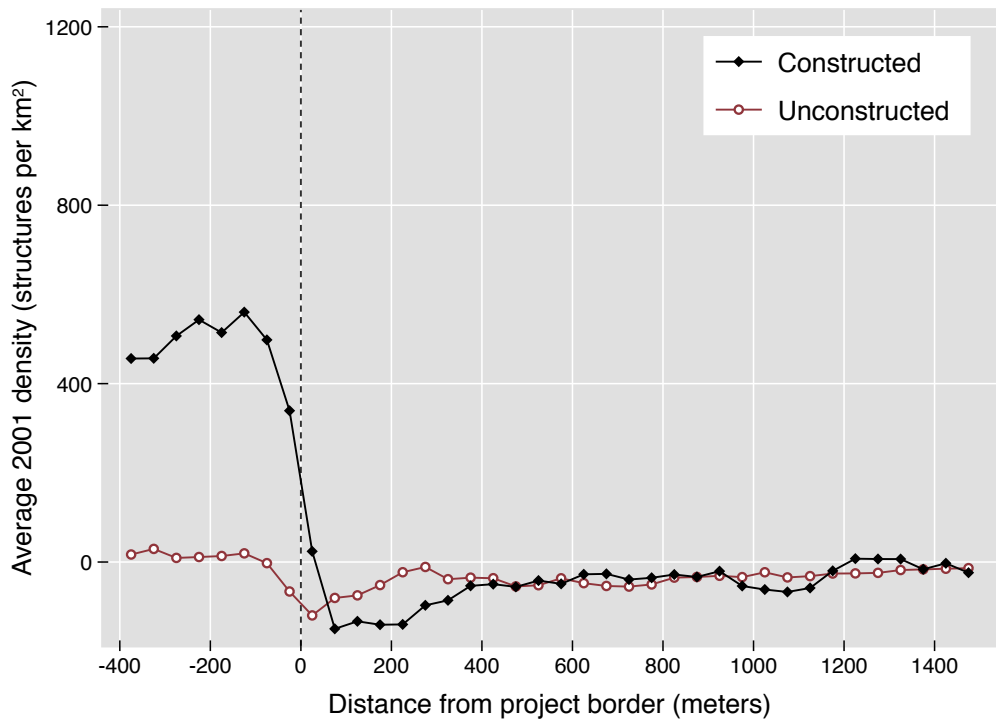 Average 2001 density (structures per km²)
1200
800
400
0
Constructed
Unconstructed
-400 -200 0 200 400 600 800 1000 1200 1400
Distance from project border (meters)